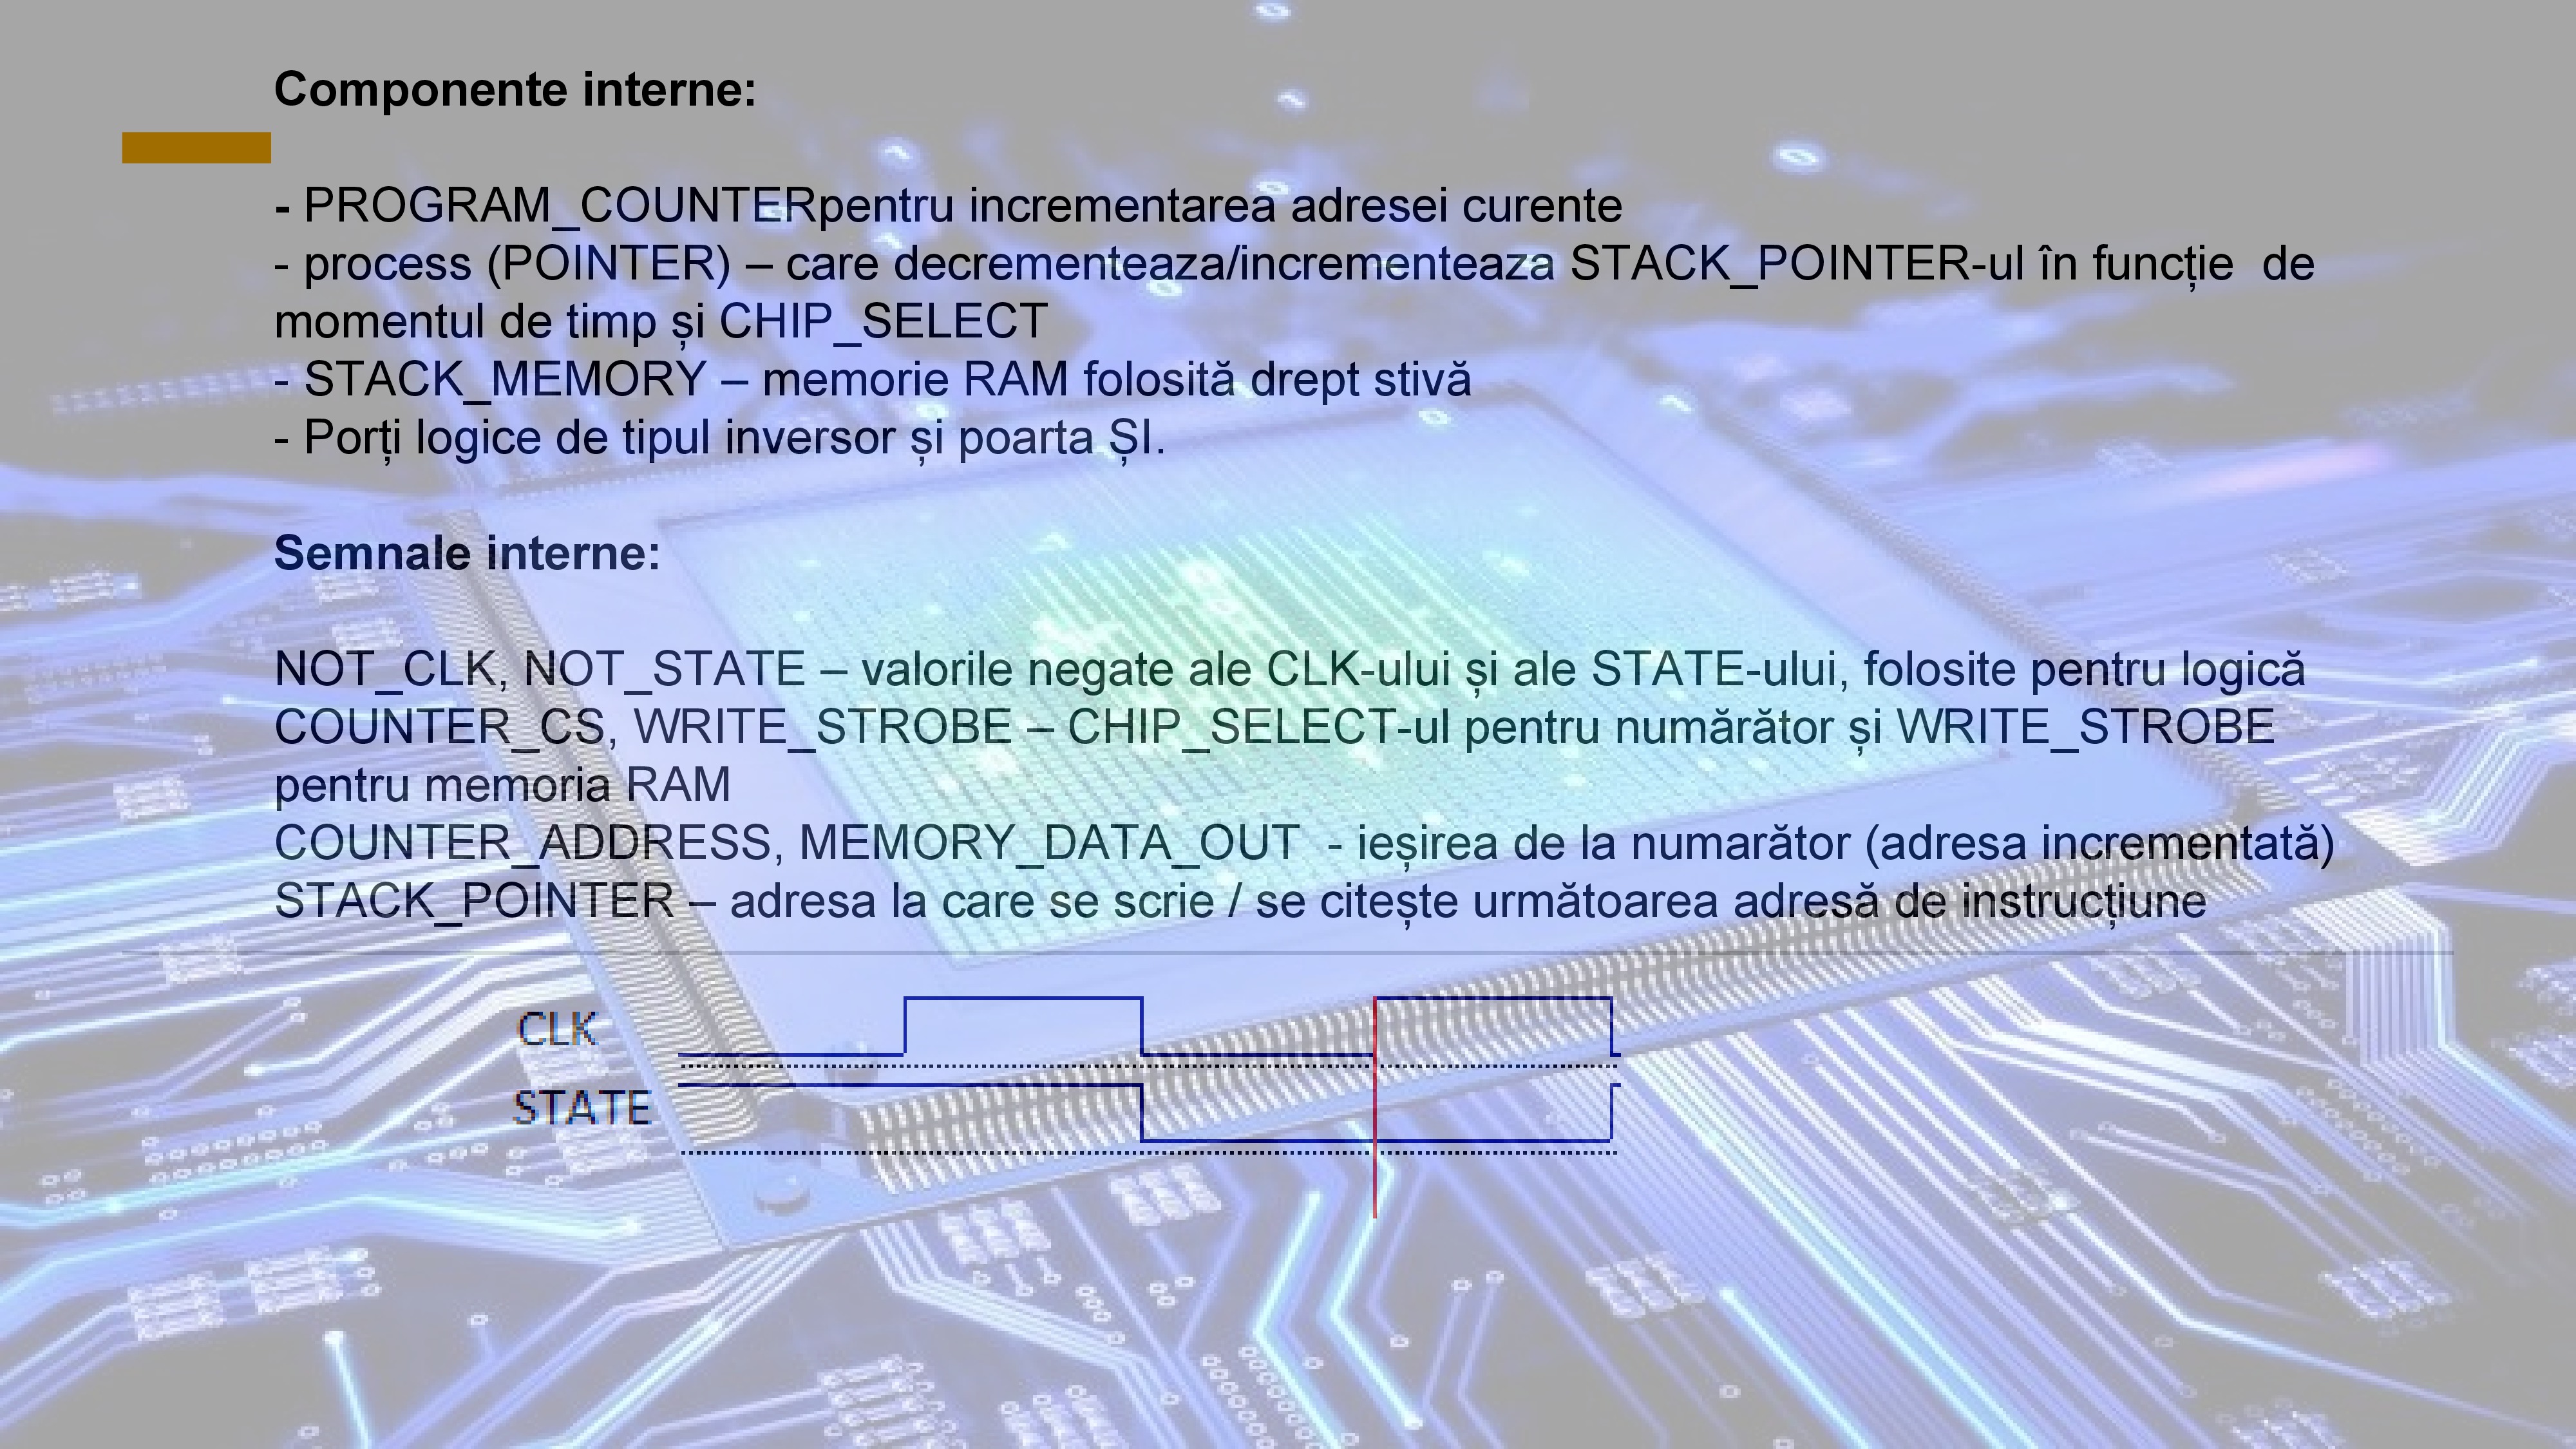 Componente interne:
- PROGRAM_COUNTERpentru incrementarea adresei curente
- process (POINTER) – care decrementeaza/incrementeaza STACK_POINTER-ul în funcție  de
momentul de timp și CHIP_SELECT
- STACK_MEMORY – memorie RAM folosită drept stivă
- Porți logice de tipul inversor și poarta ȘI.
Semnale interne:
NOT_CLK, NOT_STATE – valorile negate ale CLK-ului și ale STATE-ului, folosite pentru logică
COUNTER_CS, WRITE_STROBE – CHIP_SELECT-ul pentru numărător și WRITE_STROBE
pentru memoria RAM
COUNTER_ADDRESS, MEMORY_DATA_OUT  - ieșirea de la numarător (adresa incrementată)
STACK_POINTER – adresa la care se scrie / se citește următoarea adresă de instrucțiune
CLK
STATE